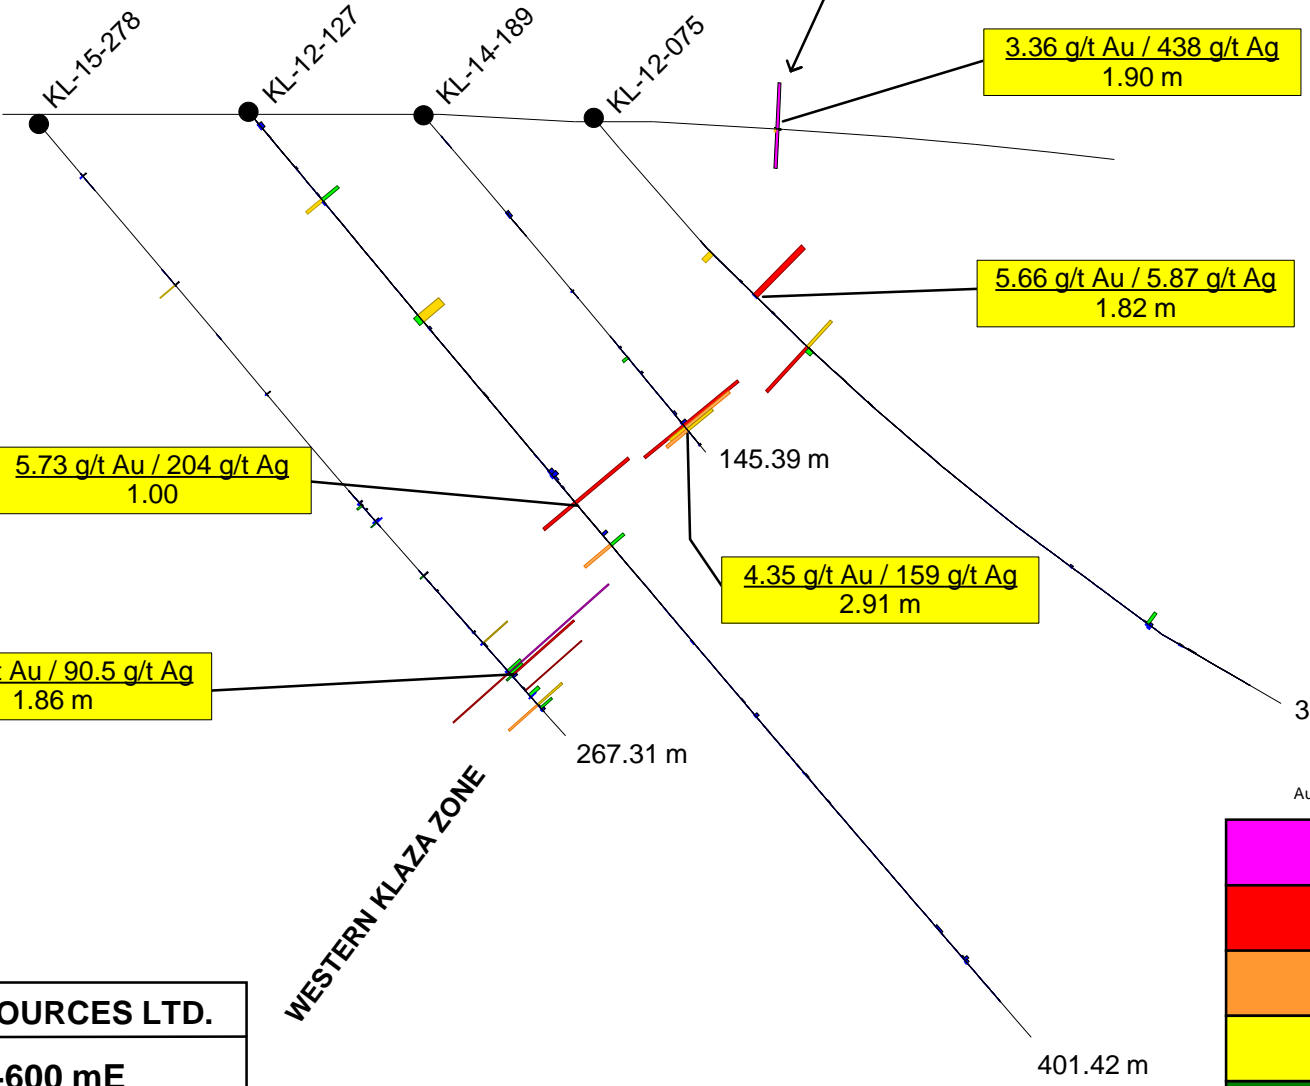 KL-15-278
KL-12-127
KL-14-189
KL-12-075
3.36 g/t Au / 438 g/t Ag
1.90 m
5.66 g/t Au / 5.87 g/t Ag
1.82 m
5.73 g/t Au / 204 g/t Ag
1.00
145.39 m
4.35 g/t Au / 159 g/t Ag
2.91 m
Au / 90.5 g/t Ag
1.86 m
267.31 m
3
Au
WESTERN KLAZA ZONE
OURCES LTD.
-600 mE
401.42 m